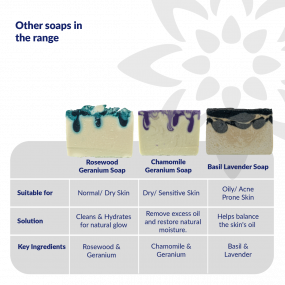 Other soaps in
the range
Rosewood
Geranium Soap
Chamomile
Geranium Soap
Basil Lavender Soap
Suitable for
Normal/ Dry Skin
Dry/ Sensitive Skin
Oily/ Acne
Prone Skin
Solution
Cleans & Hydrates
for natural glow
Remove excess oil
and restore natural
moisture.
Helps balance
the skin's oil
Key Ingredients
Rosewood &
Geranium
Chamomile &
Geranium
Basil &
Lavender